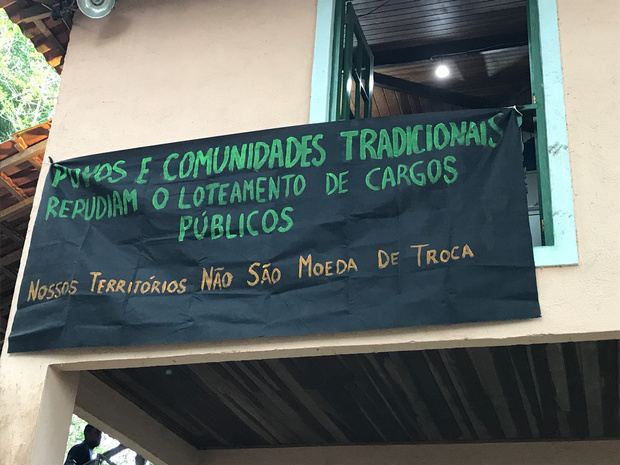 POVOS E COMUNIDADES TRADICIONAIS
REPUDIAM O LOTEAMENTO DE CARGOS
PÚBLICOS
NOSSOS TERRITÓRIOS NÃO SÃO MOEDA DE TROCA